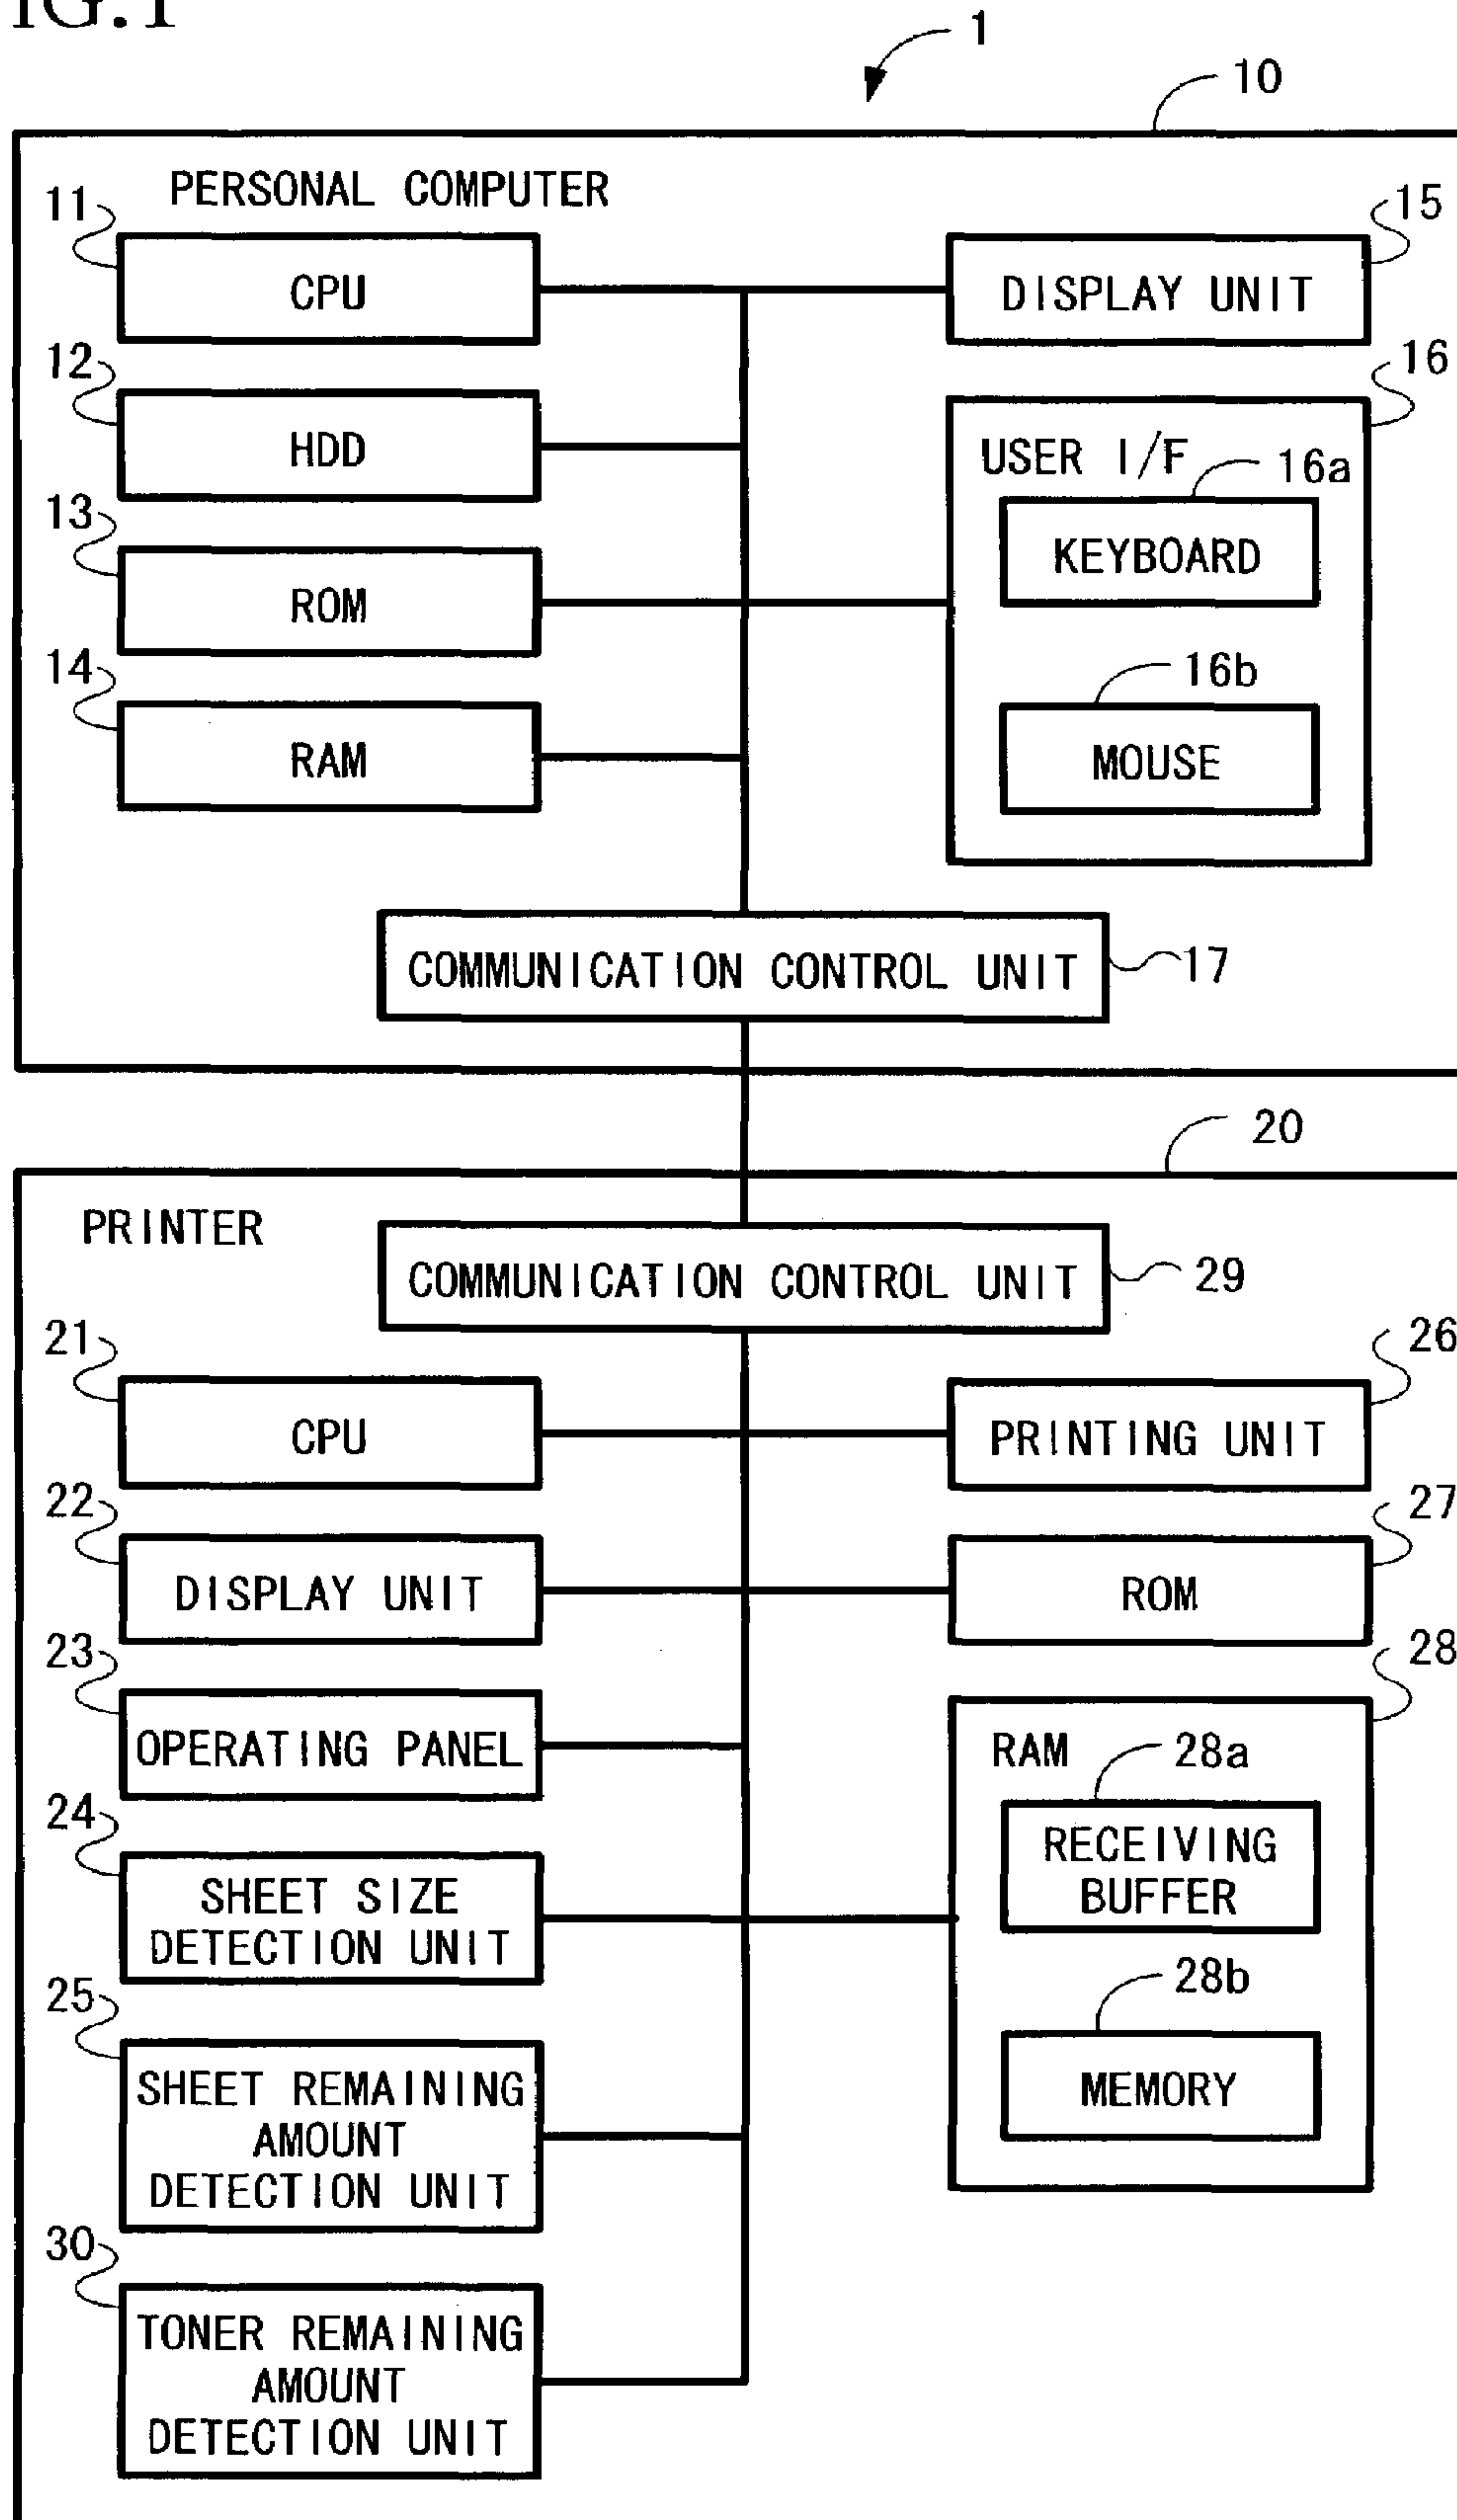 IG.1
1
10
PERSONAL COMPUTER
11
CPU
15
DISPLAY UNIT
12
HDD
16
USER I/F
16a
KEYBOARD
13
ROM
16b
MOUSE
14
RAM
COMMUNICATION CONTROL UNIT
17
20
PRINTER
COMMUNICATION CONTROL UNIT
29
21
CPU
26
PRINTING UNIT
22
DISPLAY UNIT
27
ROM
23
OPERATING PANEL
28
RAM
28a
RECEIVING
BUFFER
24
SHEET SIZE
DETECTION UNIT
28b
MEMORY
25
SHEET REMAINING
AMOUNT
DETECTION UNIT
30
TONER REMAINING
AMOUNT
DETECTION UNIT